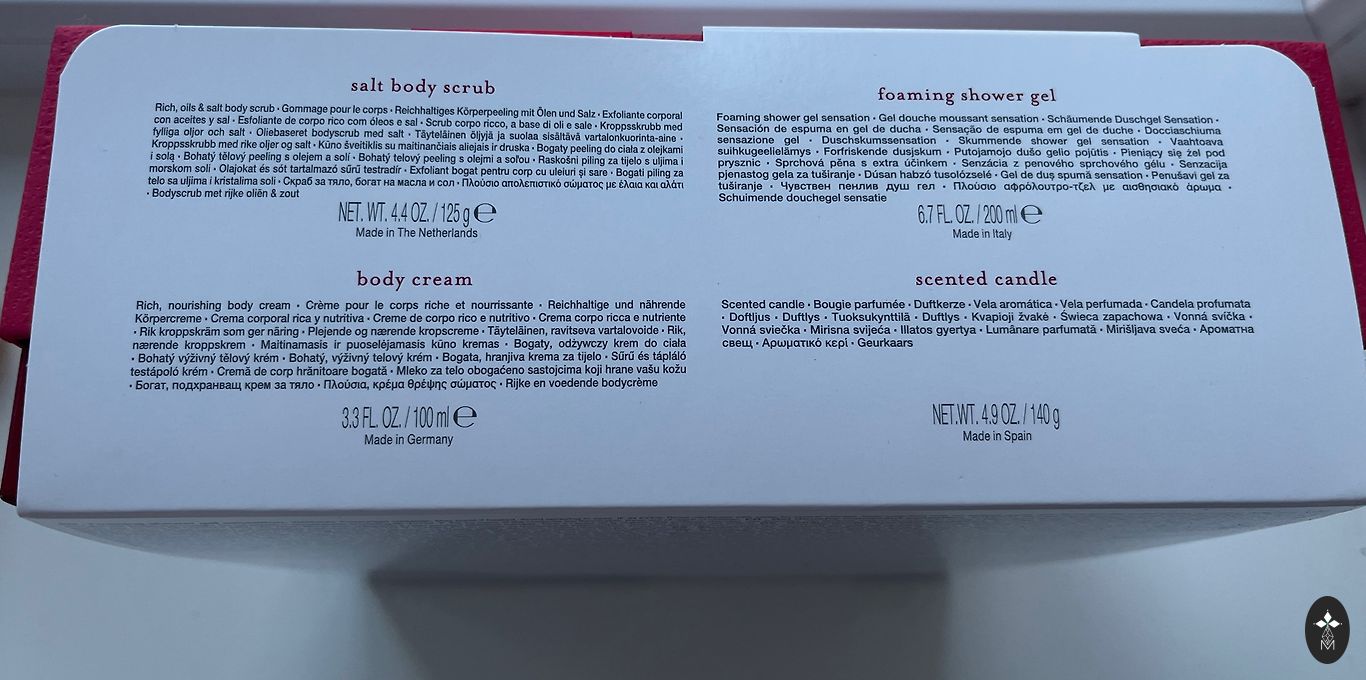 salt body scrub
Rich, oils & salt body scrub • Gommage pour le corps • Reichhaltiges Körperpeeling mit Ölen und Salz • Exfoliante corporal
con aceites y sal • Esfoliante de corpo rico com óleos e sal • Scrub corpo ricco, a base di oli e sale • Kroppsskrubb med
fylliga oljor och salt • Oliebaseret bodyscrub med salt • Täyteläinen öljyjä ja suolaa sisältävä vartalonkuorinta-aine •
Kroppsskrubb med rike oljer og salt • Kūno šveitiklis su maitinančiais aliejais ir druska • Bogaty peeling do ciała z olejkami
i solą • Bohatý tělový peeling s olejem a solí • Bohatý telový peeling s olejmi a soľou • Raskošni piling za tijelo s uljima i
morskom soli • Olajokat és sót tartalmazó sűrű testradír • Exfoliant bogat pentru corp cu uleiuri și sare • Bogati piling za
telo sa uljima i kristalima soli • Скраб за тяло, богат на масла и сол • Πλούσιο απολεπιστικό σώματος με έλαια και αλάτι
• Bodyscrub met rijke oliën & zout
NET. WT. 4.4 OZ. / 125 g ℮
Made in The Netherlands
foaming shower gel
Foaming shower gel sensation • Gel douche moussant sensation • Schäumende Duschgel Sensation •
Sensación de espuma en gel de ducha • Sensação de espuma em gel de duche • Docciaschiuma
sensazione gel • Duschskumssensation • Skummende shower gel sensation • Vaahtoava
suihkugeelielämys • Forfriskende dusjskum • Putojamojo dušo gelio pojūtis • Pieniący się żel pod
prysznic • Sprchová pěna s extra účinkem • Senzácia z penového sprchového gélu • Senzacija
pjenastog gela za tuširanje • Dúsan habzó tusolózselé • Gel de duș spumă sensation • Penušavi gel za
tuširanje • Чувствен пенлив душ гел • Πλούσιο αφρόλουτρο-τζελ με αισθησιακό άρωμα •
Schuimende douchegel sensatie
6.7 FL. OZ. / 200 ml ℮
Made in Italy
body cream
Rich, nourishing body cream • Crème pour le corps riche et nourrissante • Reichhaltige und nährende
Körpercreme • Crema corporal rica y nutritiva • Creme de corpo rico e nutritivo • Crema corpo ricca e nutriente
• Rik kroppskräm som ger näring • Plejende og nærende kropscreme • Täyteläinen, ravitseva vartalovoide • Rik,
nærende kroppskrem • Maitinamasis ir puoselėjamasis kūno kremas • Bogaty, odżywczy krem do ciała
• Bohatý výživný tělový krém • Bohatý, výživný telový krém • Bogata, hranjiva krema za tijelo • Sűrű és tápláló
testápoló krém • Cremă de corp hrănitoare bogată • Mleko za telo obogaćeno sastojcima koji hrane vašu kožu
• Богат, подхранващ крем за тяло • Πλούσια, κρέμα θρέψης σώματος • Rijke en voedende bodycrème
3.3 FL. OZ. / 100 ml ℮
Made in Germany
scented candle
Scented candle • Bougie parfumée • Duftkerze • Vela aromática • Vela perfumada • Candela profumata
• Doftljus • Duftlys • Tuoksukynttilä • Duftlys • Kvapioji žvakė • Świeca zapachowa • Vonná svíčka •
Vonná sviečka • Mirisna svijeća • Illatos gyertya • Lumânare parfumată • Mirišljava sveća • Ароматна
свещ • Αρωματικό κερί • Geurkaars
NET.WT. 4.9 OZ. / 140 g
Made in Spain
M